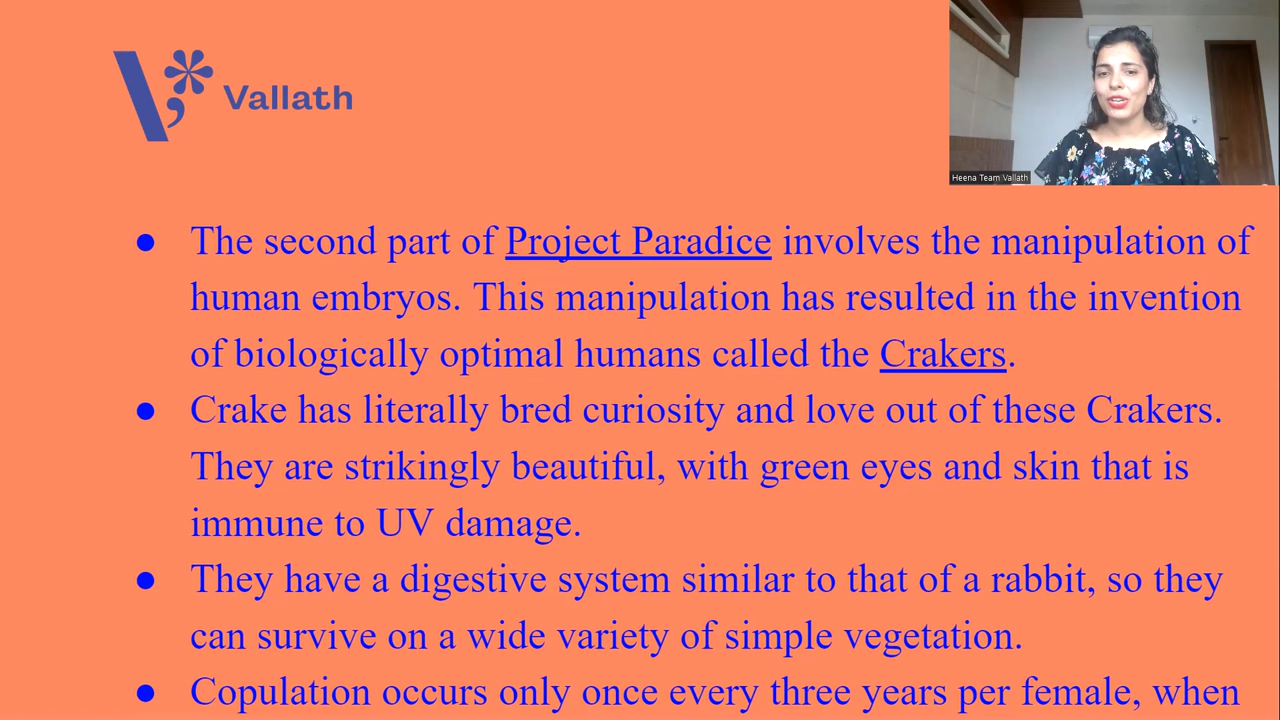 Vallath
Heena Team Vallath
● The second part of Project Paradice involves the manipulation of
human embryos. This manipulation has resulted in the invention
of biologically optimal humans called the Crakers.
● Crake has literally bred curiosity and love out of these Crakers.
They are strikingly beautiful, with green eyes and skin that is
immune to UV damage.
● They have a digestive system similar to that of a rabbit, so they
can survive on a wide variety of simple vegetation.
● Copulation occurs only once every three years per female, when